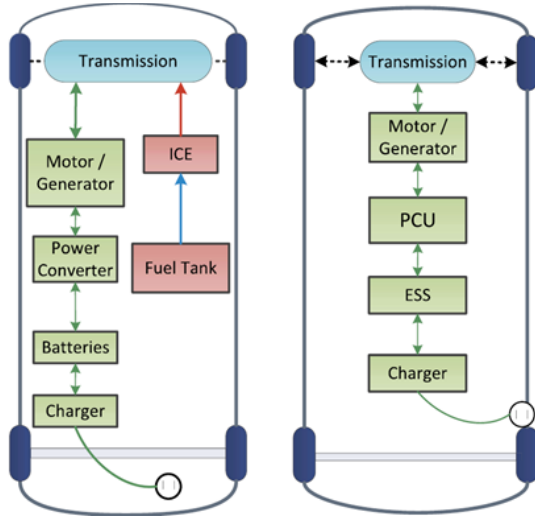 Transmission
Motor /
Generator
ICE
Power
Converter
Fuel Tank
Batteries
Charger
Transmission
Motor /
Generator
PCU
ESS
Charger